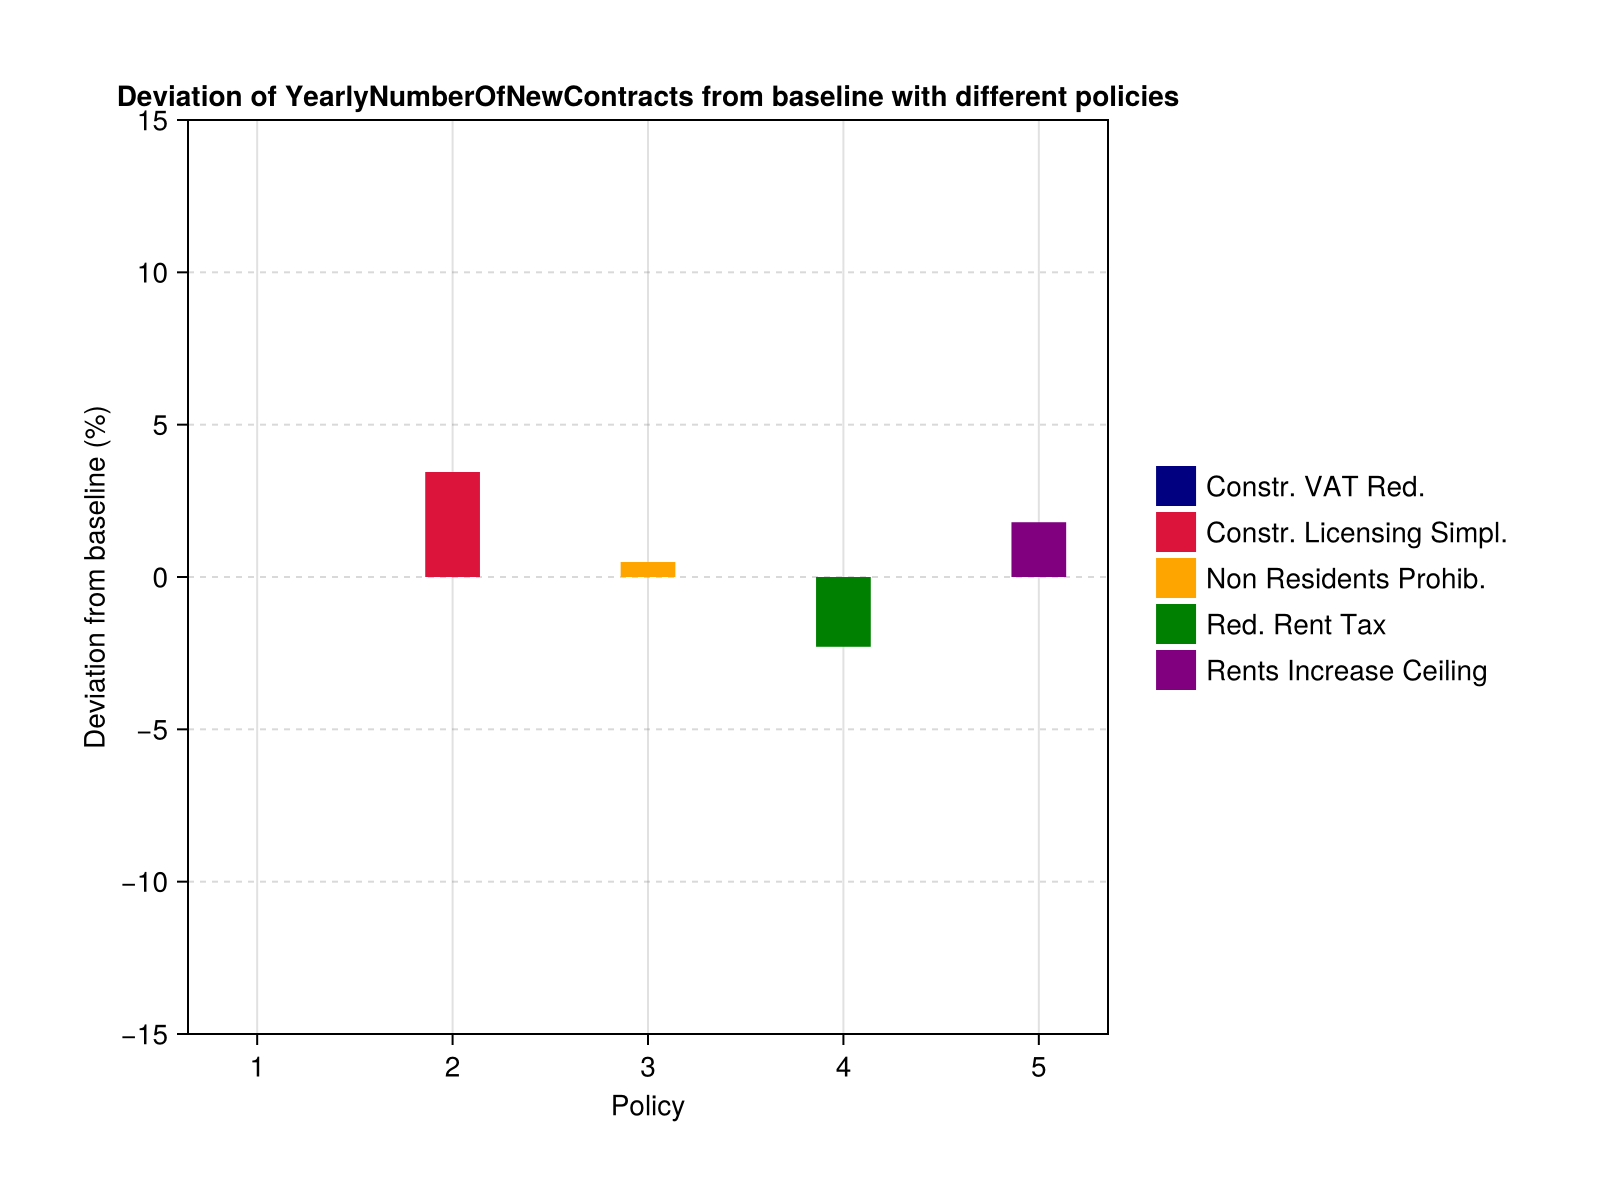 Deviation of YearlyNumberOfNewContracts from baseline with different policies
15
10
5
0
−5
−10
−15
Deviation from baseline (%)
1 2 3 4 5
Policy
Constr. VAT Red.
Constr. Licensing Simpl.
Non Residents Prohib.
Red. Rent Tax
Rents Increase Ceiling